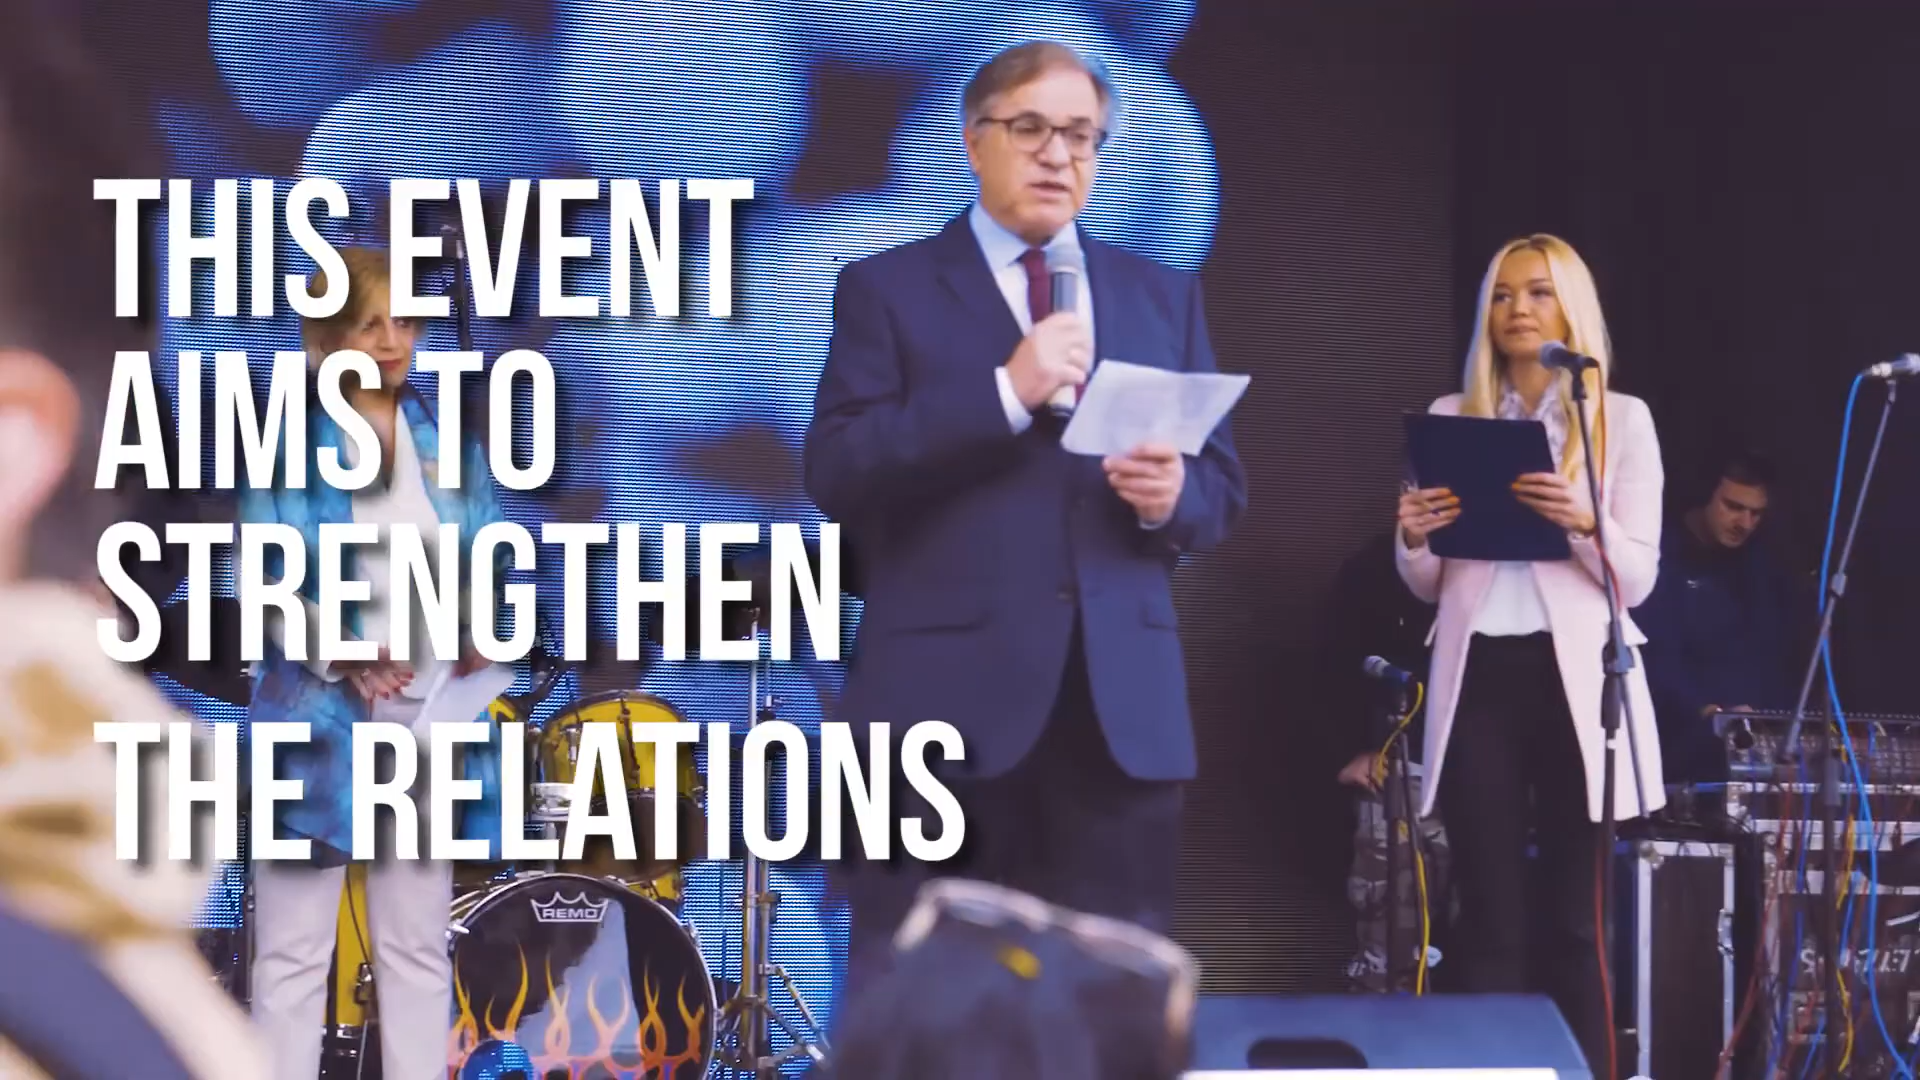 THIS EVENT
AIMS TO
STRENGTHEN
THE RELATIONS
REMO